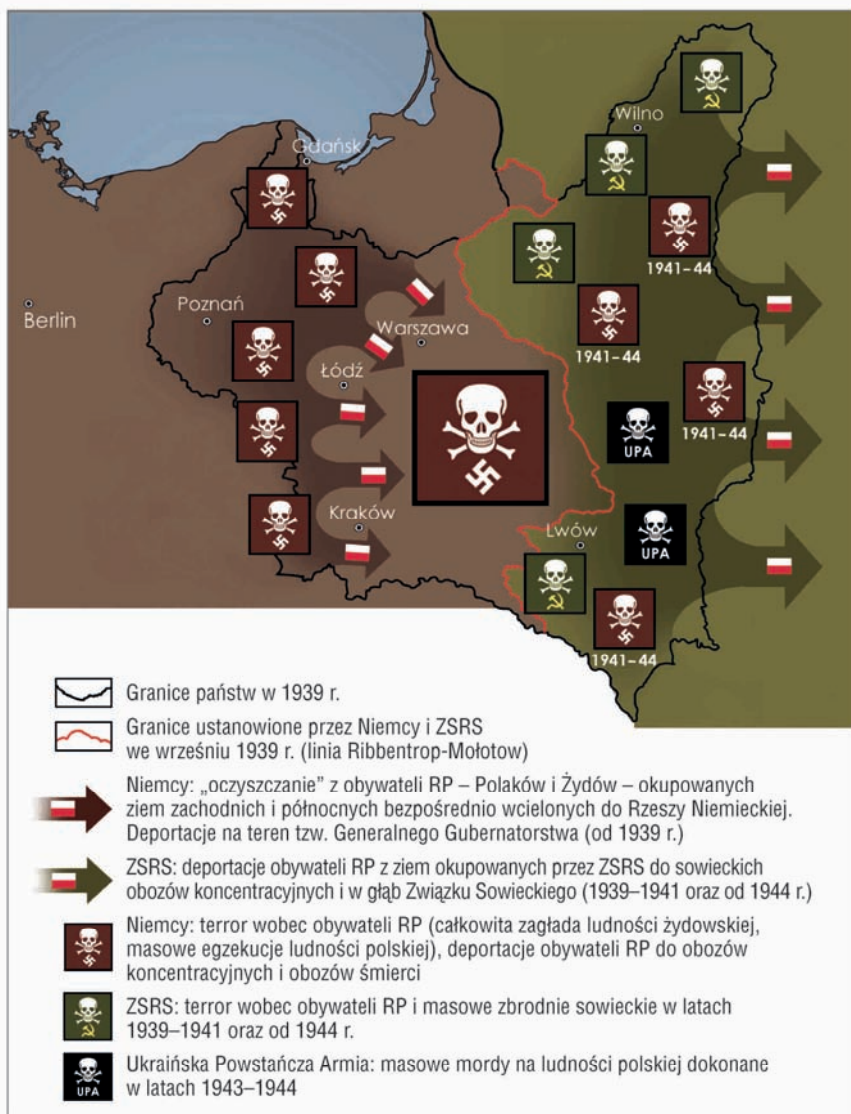 Wilno
Gdańsk
1941–44
Berlin
Poznań
Warszawa
1941–44
Łódź
1941–44
UPA
Kraków
Lwów
UPA
1941–44
Granice państw w 1939 r.
Granice ustanowione przez Niemcy i ZSRS
we wrześniu 1939 r. (linia Ribbentrop-Mołotow)
Niemcy: „oczyszczanie” z obywateli RP – Polaków i Żydów – okupowanych
ziem zachodnich i północnych bezpośrednio wcielonych do Rzeszy Niemieckiej.
Deportacje na teren tzw. Generalnego Gubernatorstwa (od 1939 r.)
ZSRS: deportacje obywateli RP z ziem okupowanych przez ZSRS do sowieckich
obozów koncentracyjnych i w głąb Związku Sowieckiego (1939–1941 oraz od 1944 r.)
Niemcy: terror wobec obywateli RP (całkowita zagłada ludności żydowskiej,
masowe egzekucje ludności polskiej), deportacje obywateli RP do obozów
koncentracyjnych i obozów śmierci
ZSRS: terror wobec obywateli RP i masowe zbrodnie sowieckie w latach
1939–1941 oraz od 1944 r.
UPA
Ukraińska Powstańcza Armia: masowe mordy na ludności polskiej dokonane
w latach 1943–1944